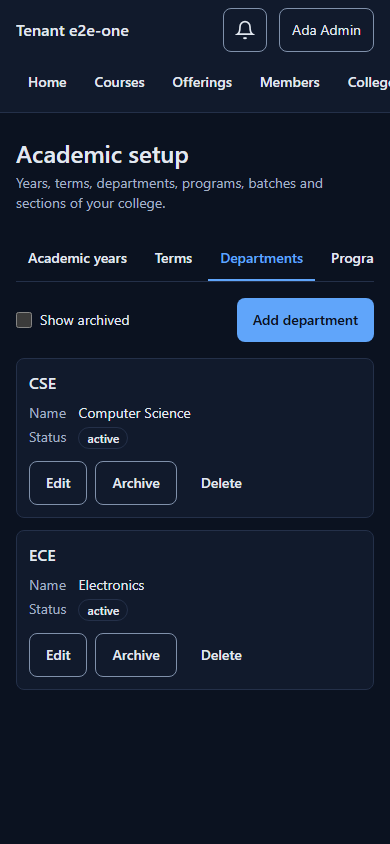 Tenant e2e-one
Ada Admin
Home Courses Offerings Members Colleg
Academic setup
Years, terms, departments, programs, batches and
sections of your college.
Academic years Terms Departments Progra
Show archived
Add department
CSE
Name Computer Science
Status active
Edit Archive Delete
ECE
Name Electronics
Status active
Edit Archive Delete